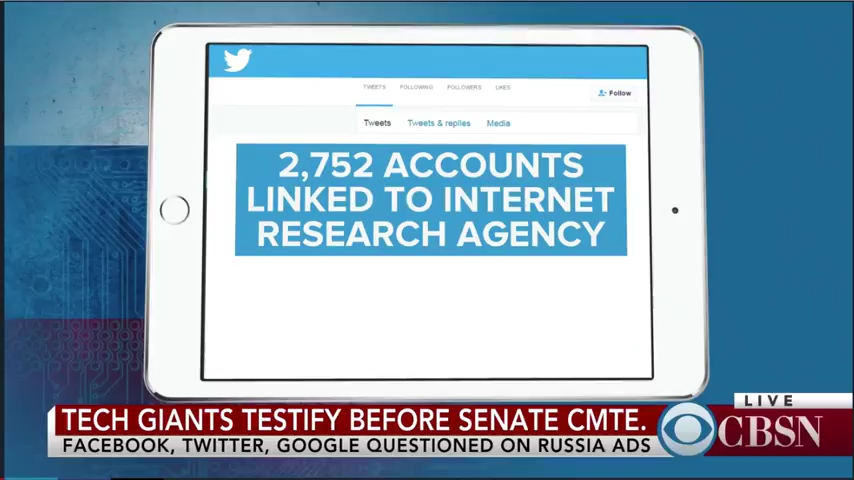 TWEETS FOLLOWING FOLLOWERS LIKES
Follow
Tweets Tweets & replies Media
2,752 ACCOUNTS
LINKED TO INTERNET
RESEARCH AGENCY
LIVE
TECH GIANTS TESTIFY BEFORE SENATE CMTE.
FACEBOOK, TWITTER, GOOGLE QUESTIONED ON RUSSIA ADS
CBSN